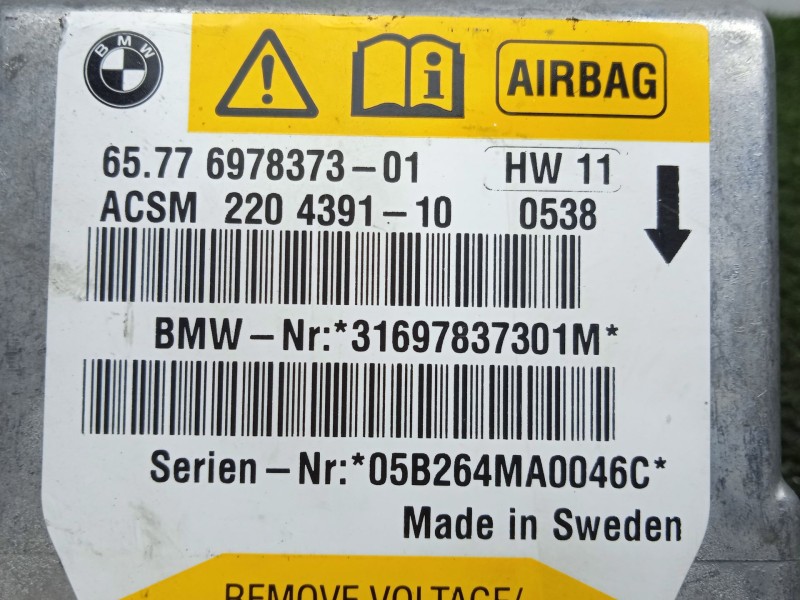 BMW
AIRBAG
65.77 6978373-01 HW 11
ACSM 220 4391-10 0538
BMW-Nr:*31697837301M*
Serien-Nr:*05B264MA0046C*
Made in Sweden
REMOVE VOLTAGE/